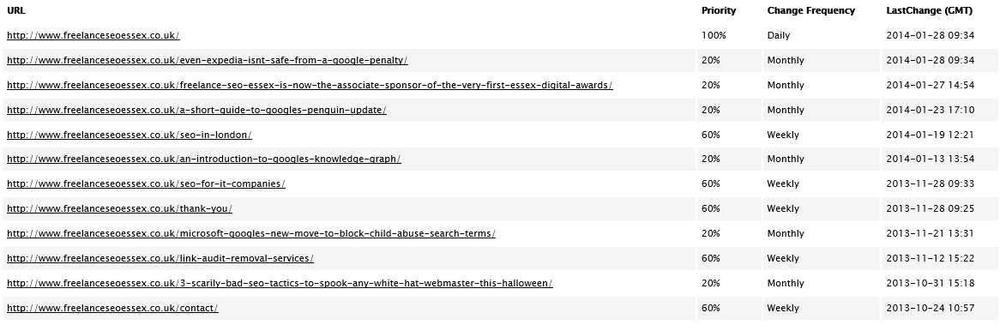 URL Priority Change Frequency LastChange (GMT)
http://www.freelanceseoessex.co.uk/ 100% Daily 2014-01-28 09:34
http://www.freelanceseoessex.co.uk/even-expedia-isnt-safe-from-a-google-penalty/ 20% Monthly 2014-01-28 09:34
http://www.freelanceseoessex.co.uk/freelance-seo-essex-is-now-the-associate-sponsor-of-the-very-first-essex-digital-awards/ 20% Monthly 2014-01-27 14:54
http://www.freelanceseoessex.co.uk/a-short-guide-to-googles-penguin-update/ 20% Monthly 2014-01-23 17:10
http://www.freelanceseoessex.co.uk/seo-in-london/ 60% Weekly 2014-01-19 12:21
http://www.freelanceseoessex.co.uk/an-introduction-to-googles-knowledge-graph/ 20% Monthly 2014-01-13 13:54
http://www.freelanceseoessex.co.uk/seo-for-it-companies/ 60% Weekly 2013-11-28 09:33
http://www.freelanceseoessex.co.uk/thank-you/ 60% Weekly 2013-11-28 09:25
http://www.freelanceseoessex.co.uk/microsoft-googles-new-move-to-block-child-abuse-search-terms/ 20% Monthly 2013-11-21 13:31
http://www.freelanceseoessex.co.uk/link-audit-removal-services/ 60% Weekly 2013-11-12 15:22
http://www.freelanceseoessex.co.uk/3-scarily-bad-seo-tactics-to-spook-any-white-hat-webmaster-this-halloween/ 20% Monthly 2013-10-31 15:18
http://www.freelanceseoessex.co.uk/contact/ 60% Weekly 2013-10-24 10:57